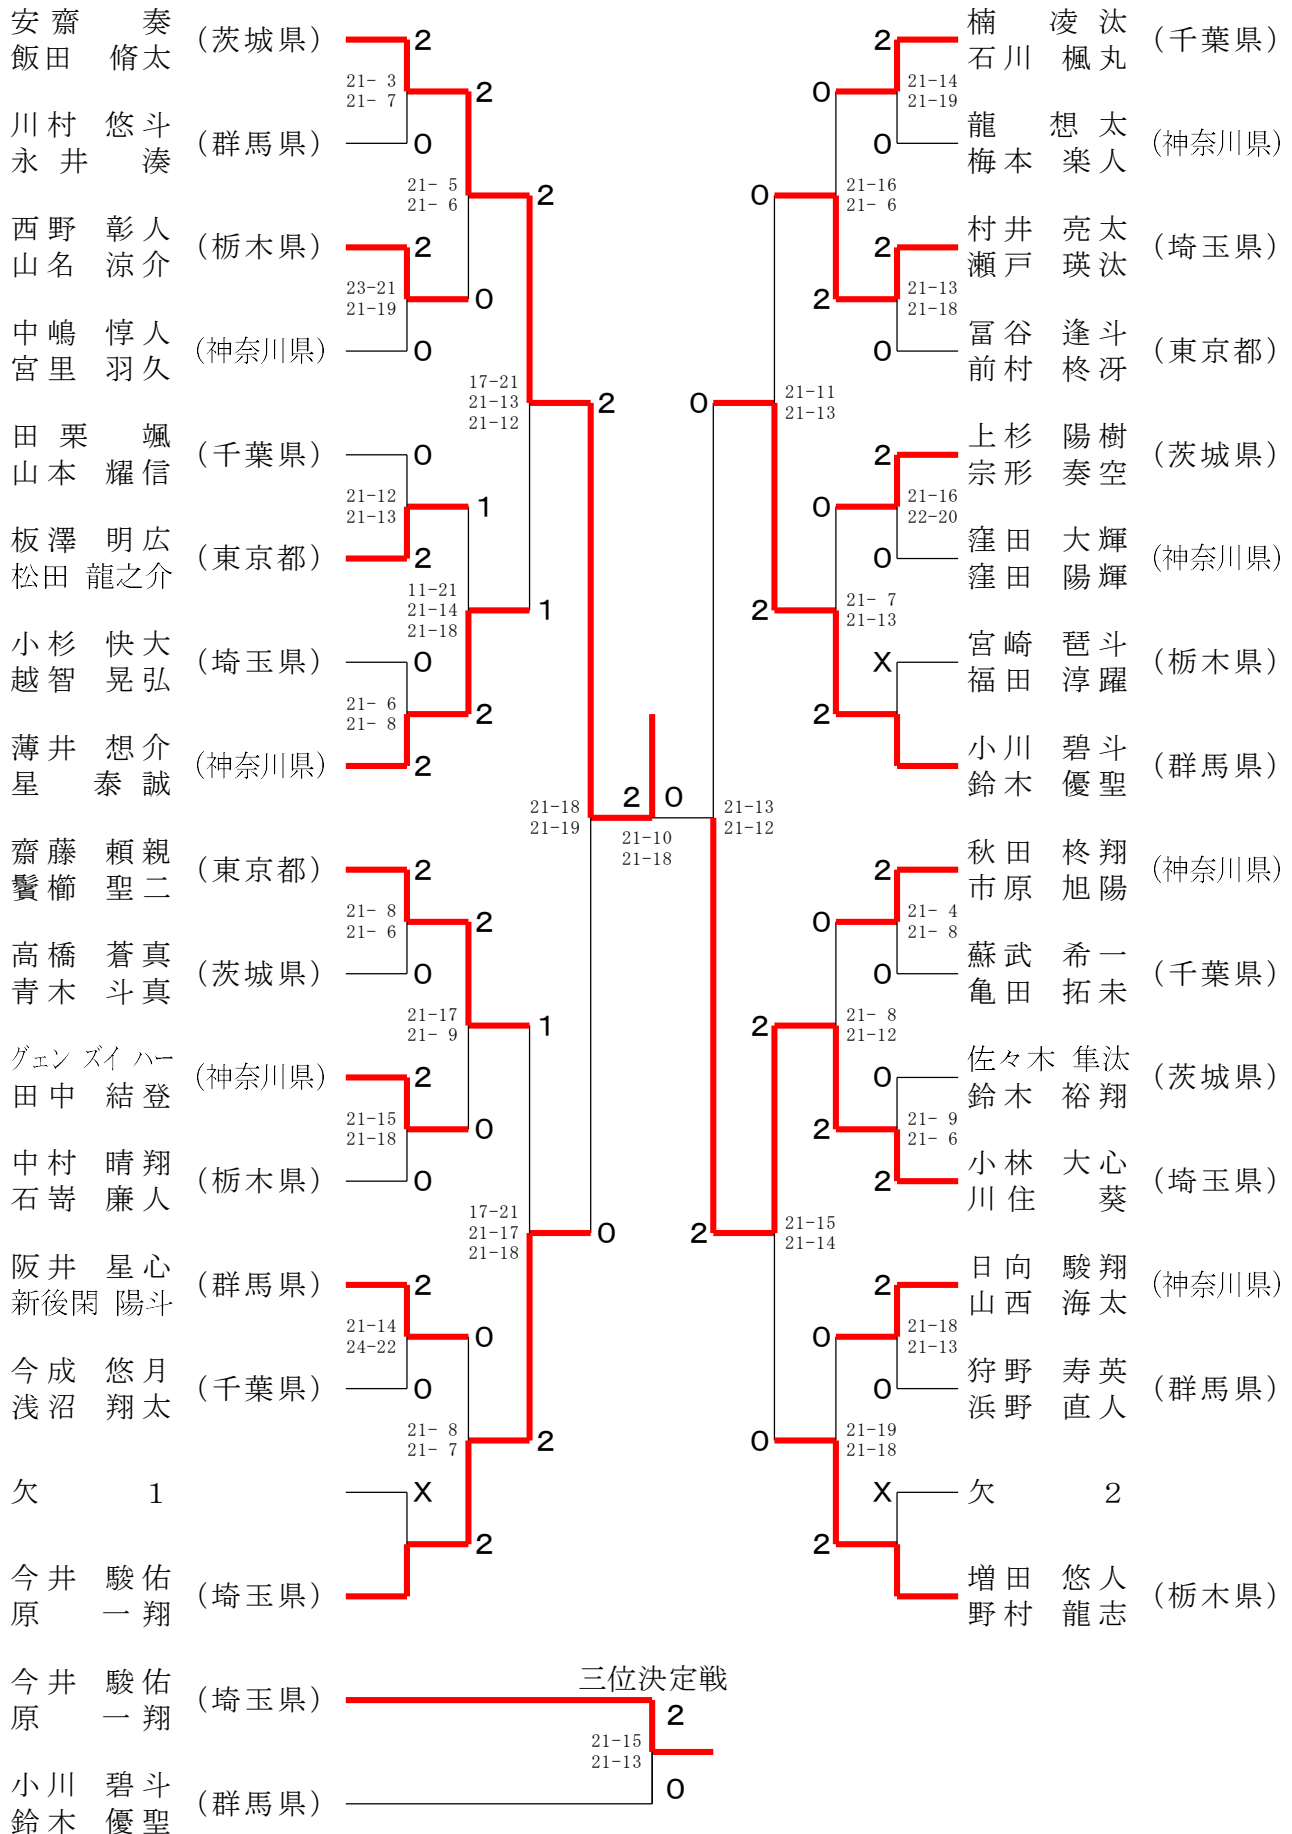 安齋 奏
飯田 脩太
(茨城県)
2
21- 3
21- 7
2
川村 悠斗
永井 湊
(群馬県)
0
21- 5
21- 6
2
西野 彰人
山名 涼介
(栃木県)
2
23-21
21-19
0
中嶋 惇人
宮里 羽久
(神奈川県)
0
17-21
21-13
21-12
2
田栗 颯
山本 耀信
(千葉県)
0
21-12
21-13
1
板澤 明広
松田 龍之介
(東京都)
2
11-21
21-14
21-18
1
小杉 快大
越智 晃弘
(埼玉県)
0
21- 6
21- 8
2
薄井 想介
星 泰誠
(神奈川県)
2
21-18
21-19
2
0
21-10
21-18
齋藤 頼親
鬢櫛 聖二
(東京都)
2
21- 8
21- 6
2
高橋 蒼真
青木 斗真
(茨城県)
0
21-17
21- 9
1
グェン ズイ ハー
田中 結登
(神奈川県)
2
21-15
21-18
0
中村 晴翔
石嵜 廉人
(栃木県)
0
17-21
21-17
21-18
0
阪井 星心
新後閑 陽斗
(群馬県)
2
21-14
24-22
0
今成 悠月
浅沼 翔太
(千葉県)
0
21- 8
21- 7
2
欠 1
X
2
今井 駿佑
原 一翔
(埼玉県)
楠 凌汰
石川 楓丸
(千葉県)
2
21-14
21-19
0
龍 想太
梅本 楽人
(神奈川県)
0
21-16
21- 6
0
村井 亮太
瀬戸 瑛汰
(埼玉県)
2
21-13
21-18
2
冨谷 逢斗
前村 柊冴
(東京都)
0
21-11
21-13
0
上杉 陽樹
宗形 奏空
(茨城県)
2
21-16
22-20
0
窪田 大輝
窪田 陽輝
(神奈川県)
0
21- 7
21-13
2
宮崎 琶斗
福田 淳躍
(栃木県)
X
2
小川 碧斗
鈴木 優聖
(群馬県)
21-13
21-12
秋田 柊翔
市原 旭陽
(神奈川県)
2
21- 4
21- 8
0
蘇武 希一
亀田 拓未
(千葉県)
0
21- 8
21-12
2
佐々木 隼汰
鈴木 裕翔
(茨城県)
0
21- 9
21- 6
2
小林 大心
川住 葵
(埼玉県)
2
21-15
21-14
2
日向 駿翔
山西 海太
(神奈川県)
2
21-18
21-13
0
狩野 寿英
浜野 直人
(群馬県)
0
21-19
21-18
0
欠 2
X
2
増田 悠人
野村 龍志
(栃木県)
三位決定戦
今井 駿佑
原 一翔
(埼玉県)
2
21-15
21-13
小川 碧斗
鈴木 優聖
(群馬県)
0